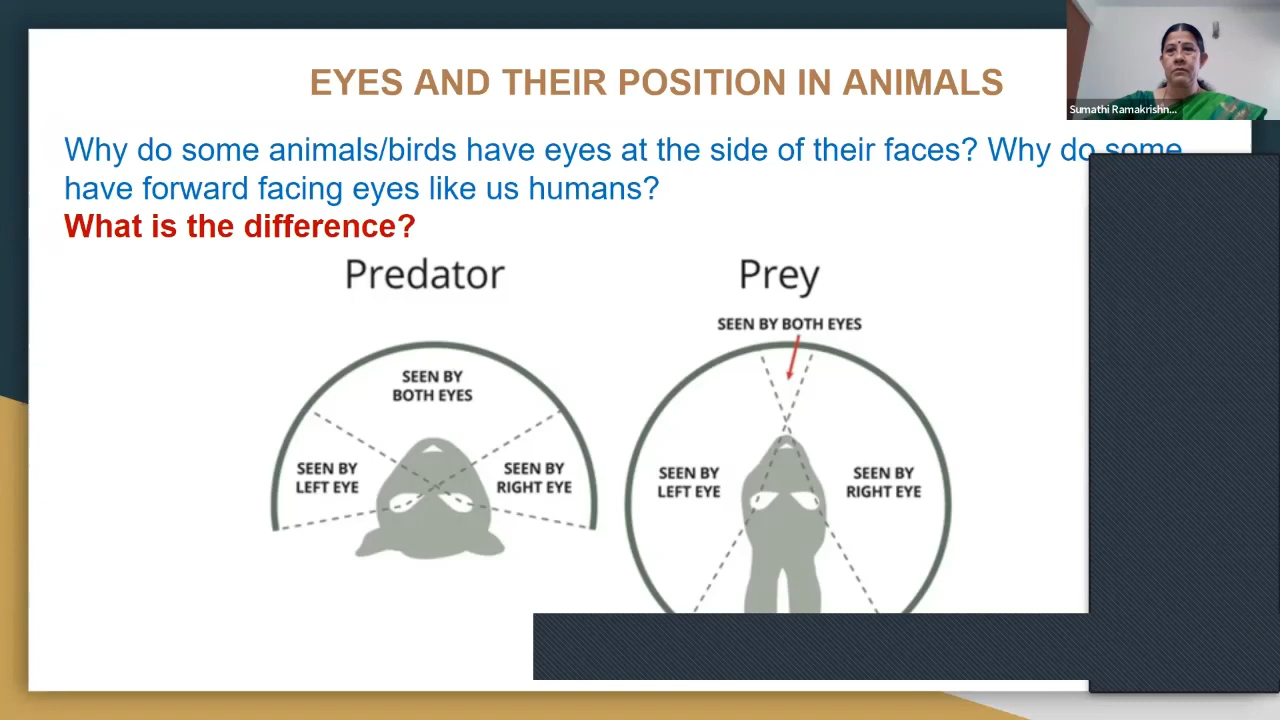 EYES AND THEIR POSITION IN ANIMALS
Sumathi Ramakrishn...
Why do some animals/birds have eyes at the side of their faces? Why do some
have forward facing eyes like us humans?
What is the difference?
Predator
Prey
SEEN BY BOTH EYES
SEEN BY
BOTH EYES
SEEN BY
LEFT EYE
SEEN BY
RIGHT EYE
SEEN BY
LEFT EYE
SEEN BY
RIGHT EYE